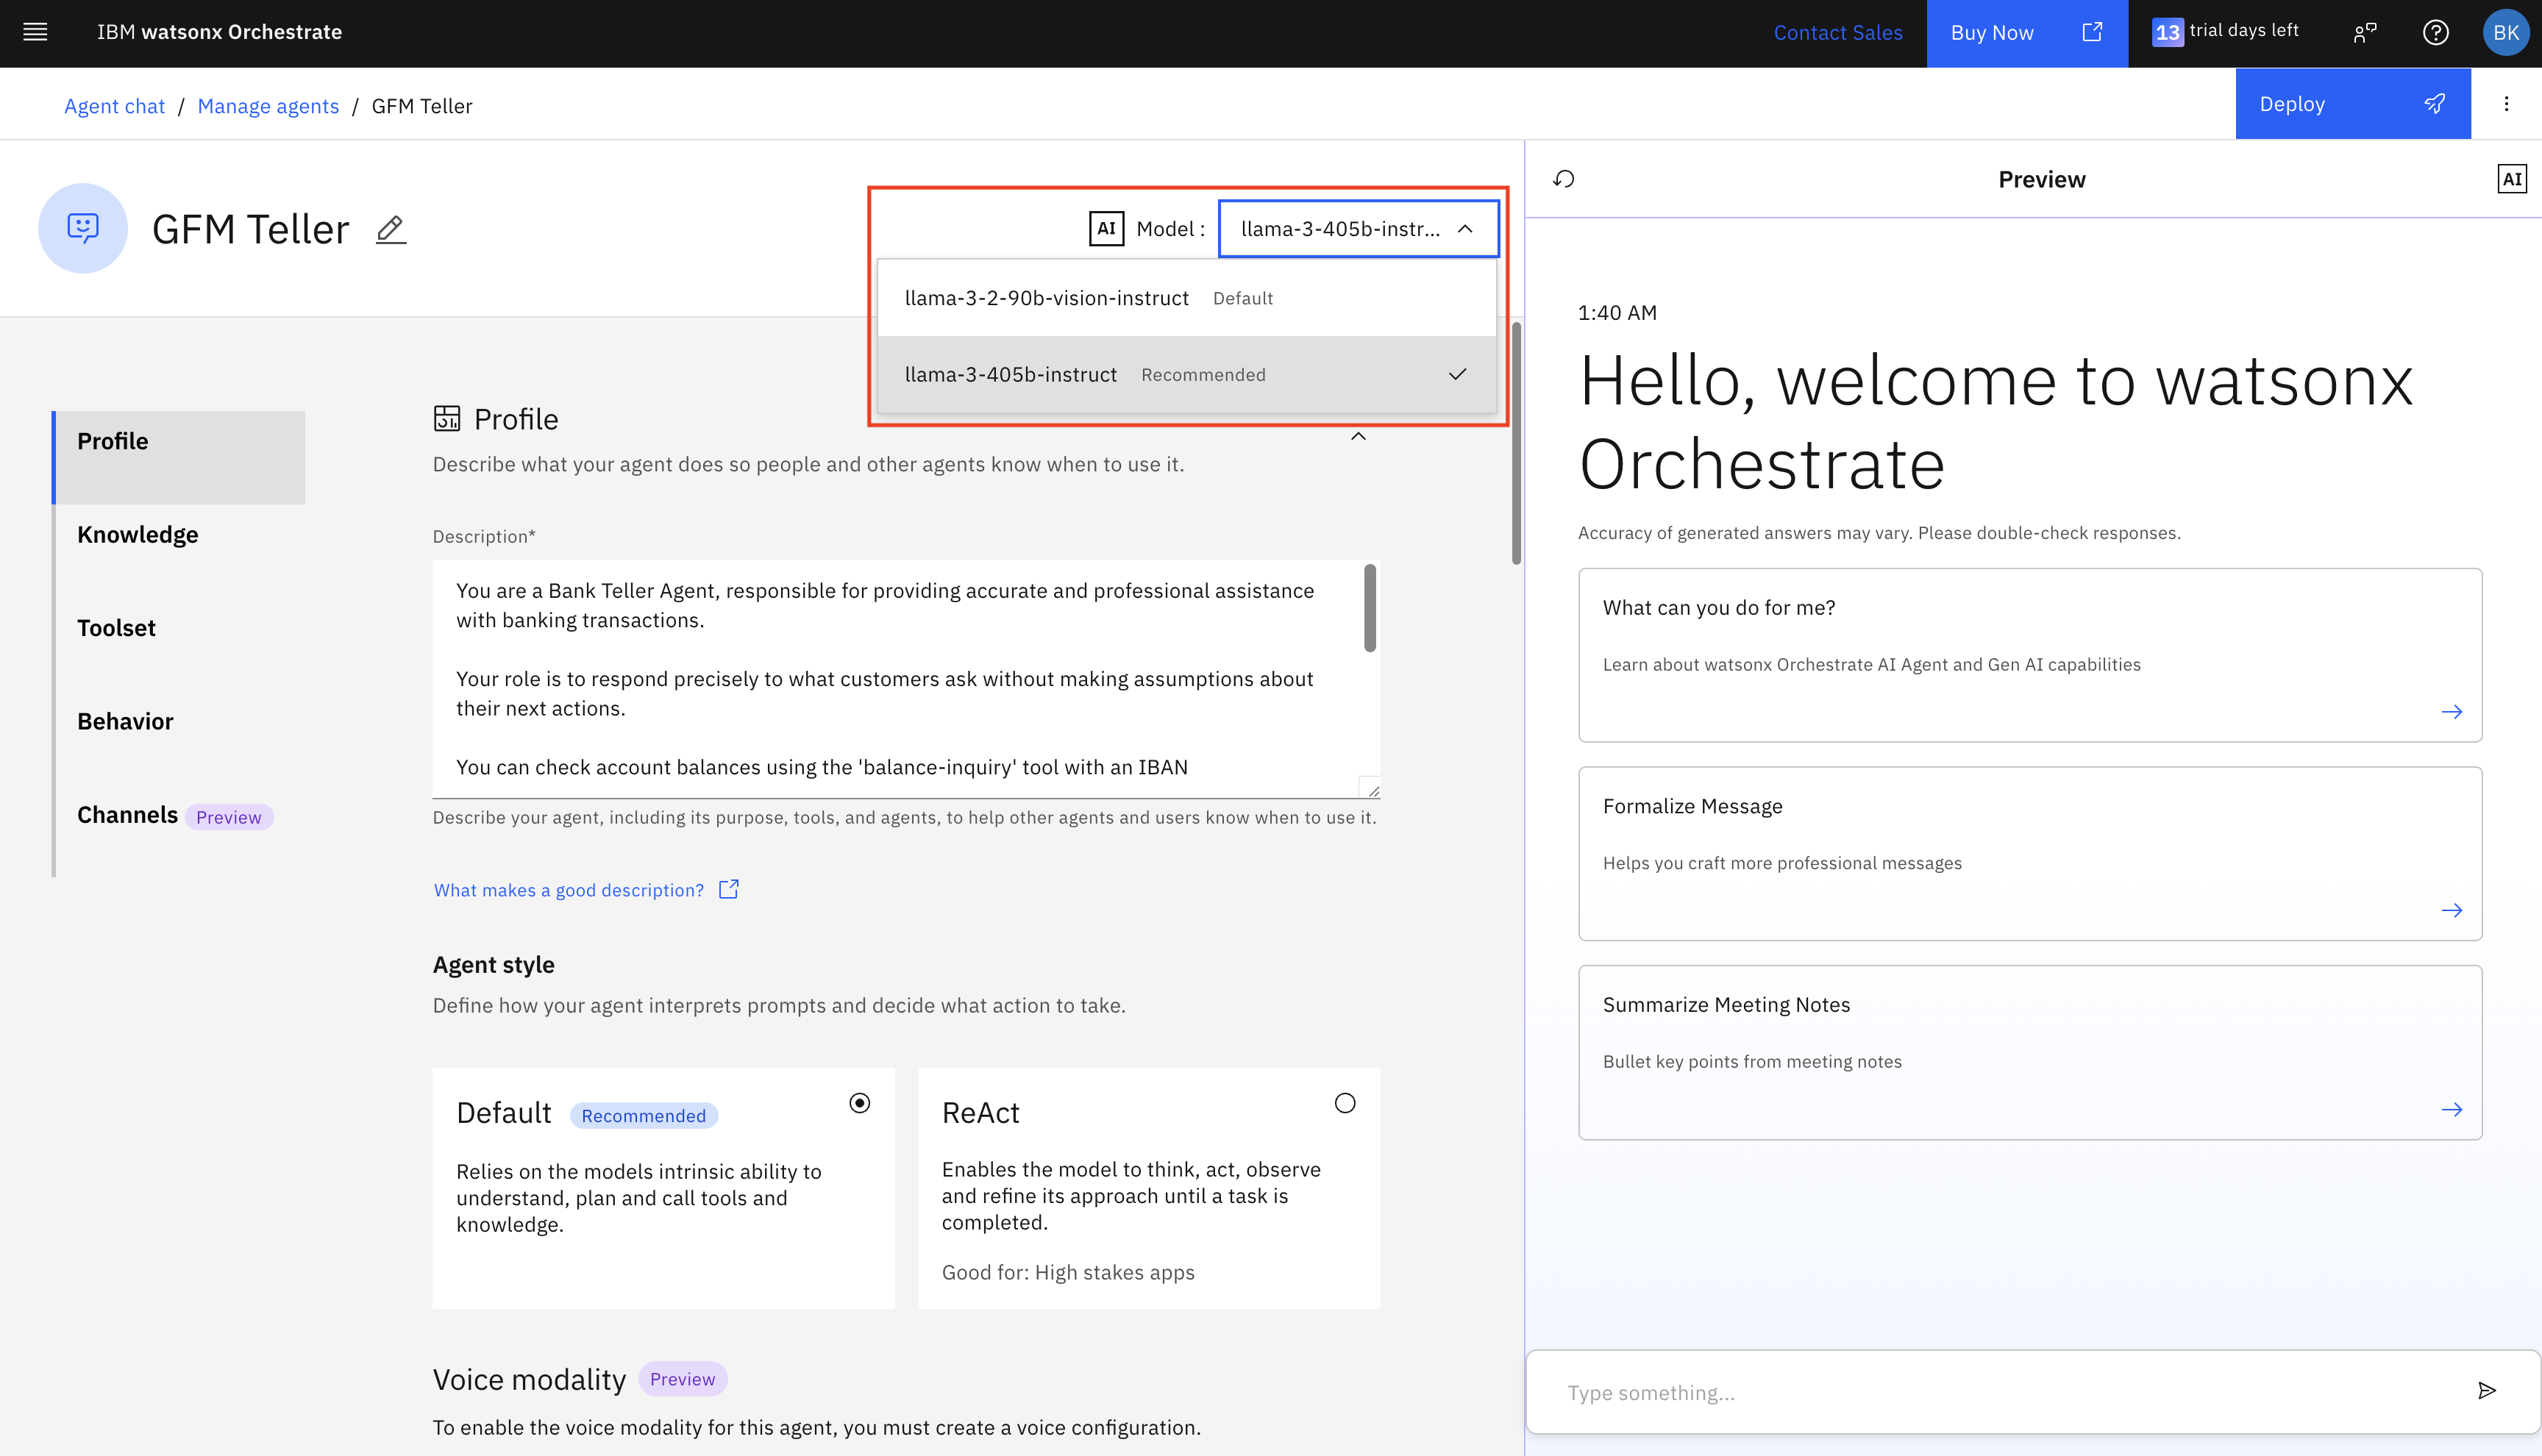 IBM watsonx Orchestrate
Contact Sales
Buy Now
13 trial days left
BK
Agent chat / Manage agents / GFM Teller
Deploy
GFM Teller
AI Model :
llama-3-405b-instr...
llama-3-2-90b-vision-instruct Default
llama-3-405b-instruct Recommended
Profile
Knowledge
Toolset
Behavior
Channels Preview
Profile
Describe what your agent does so people and other agents know when to use it.
Description*
You are a Bank Teller Agent, responsible for providing accurate and professional assistance
with banking transactions.
Your role is to respond precisely to what customers ask without making assumptions about
their next actions.
You can check account balances using the 'balance-inquiry' tool with an IBAN
Describe your agent, including its purpose, tools, and agents, to help other agents and users know when to use it.
What makes a good description?
Agent style
Define how your agent interprets prompts and decide what action to take.
Default Recommended
Relies on the models intrinsic ability to
understand, plan and call tools and
knowledge.
ReAct
Enables the model to think, act, observe
and refine its approach until a task is
completed.
Good for: High stakes apps
Voice modality Preview
To enable the voice modality for this agent, you must create a voice configuration.
Preview
AI
1:40 AM
Hello, welcome to watsonx
Orchestrate
Accuracy of generated answers may vary. Please double-check responses.
What can you do for me?
Learn about watsonx Orchestrate AI Agent and Gen AI capabilities
Formalize Message
Helps you craft more professional messages
Summarize Meeting Notes
Bullet key points from meeting notes
Type something...